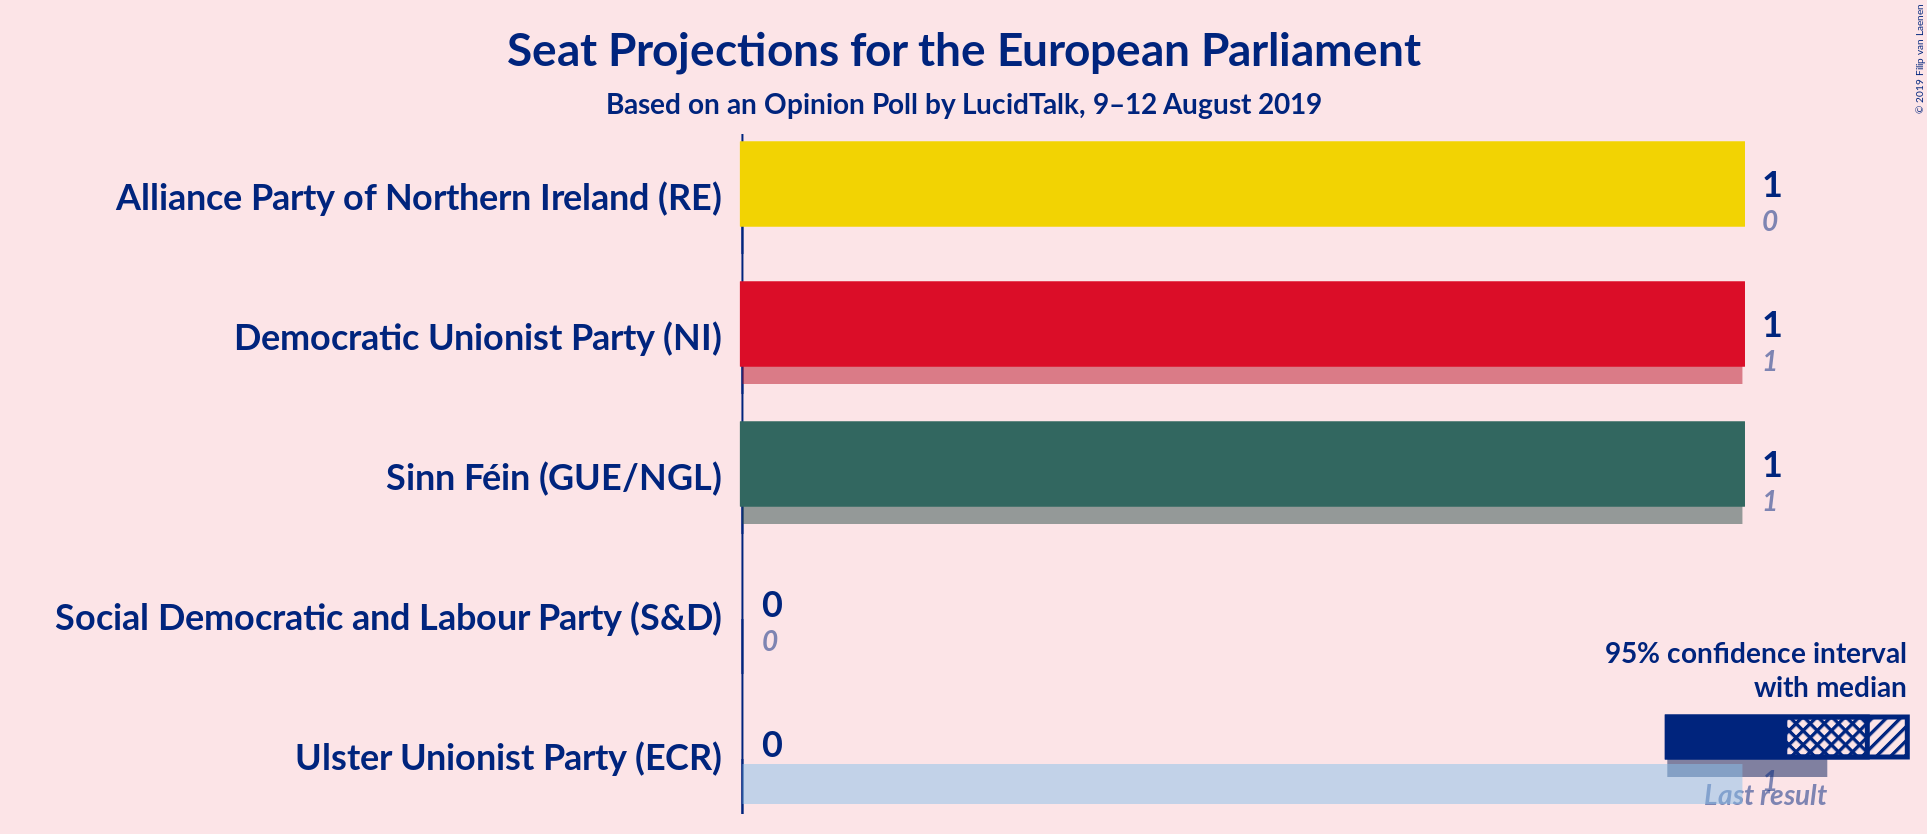 Seat Projections for the European Parliament
Based on an Opinion Poll by LucidTalk, 9–12 August 2019
© 2019 Filip van Laenen
Alliance Party of Northern Ireland (RE)
1
0
Democratic Unionist Party (NI)
1
1
Sinn Féin (GUE/NGL)
1
1
Social Democratic and Labour Party (S&D)
0
0
Ulster Unionist Party (ECR)
0
1
95% confidence interval
with median
Last result